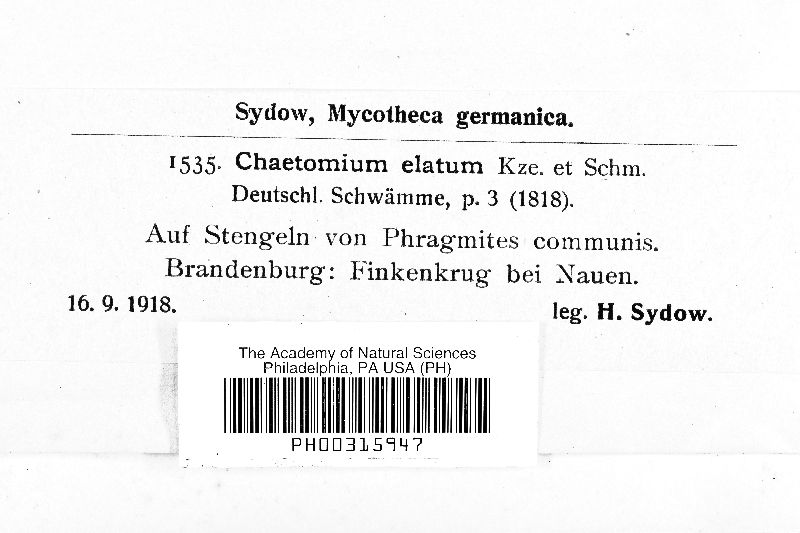 Sydow, Mycotheca germanica.
1535. Chaetomium elatum Kze. et Schm.
Deutschl. Schwämme, p. 3 (1818).
Auf Stengeln von Phragmites communis.
Brandenburg: Finkenkrug bei Nauen.
16. 9. 1918. leg. H. Sydow.
The Academy of Natural Sciences
Philadelphia, PA USA (PH)
PH00315947